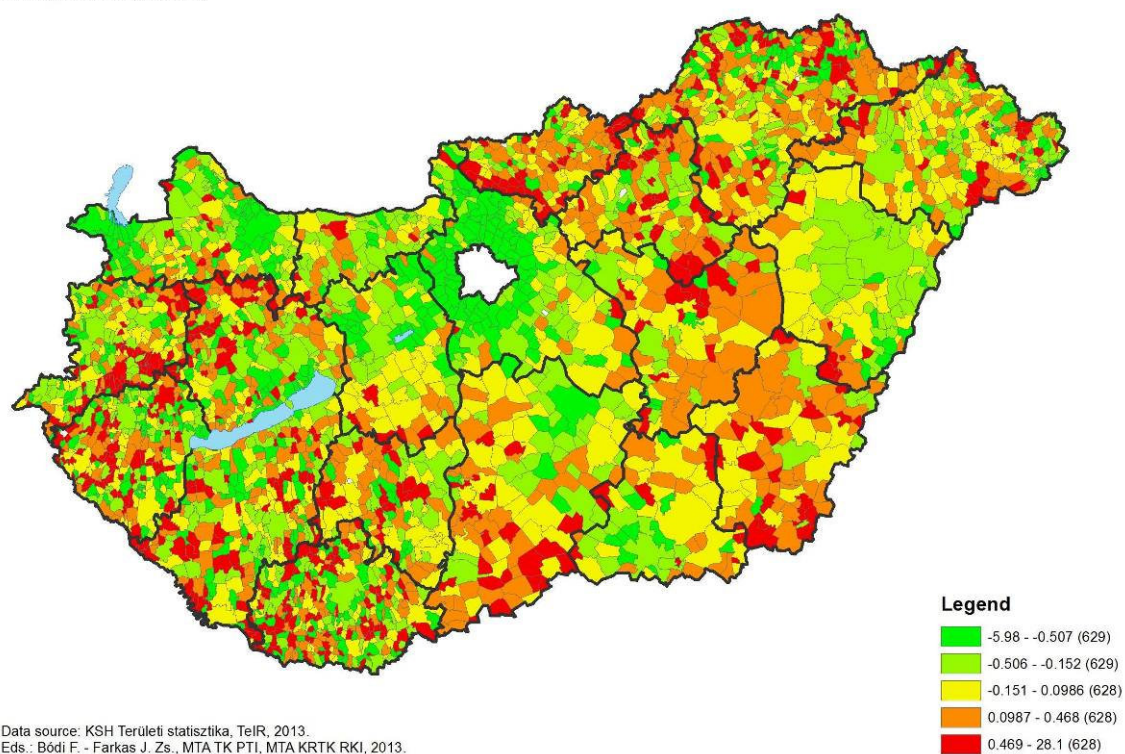 Legend
-5.98 - -0.507 (629)
-0.506 - -0.152 (629)
-0.151 - 0.0986 (628)
0.0987 - 0.468 (628)
0.469 - 28.1 (628)
Data source: KSH Területi statisztika, TeIR, 2013.
Eds.: Bódi F. - Farkas J. Zs., MTA TK PTI, MTA KRTK RKI, 2013.